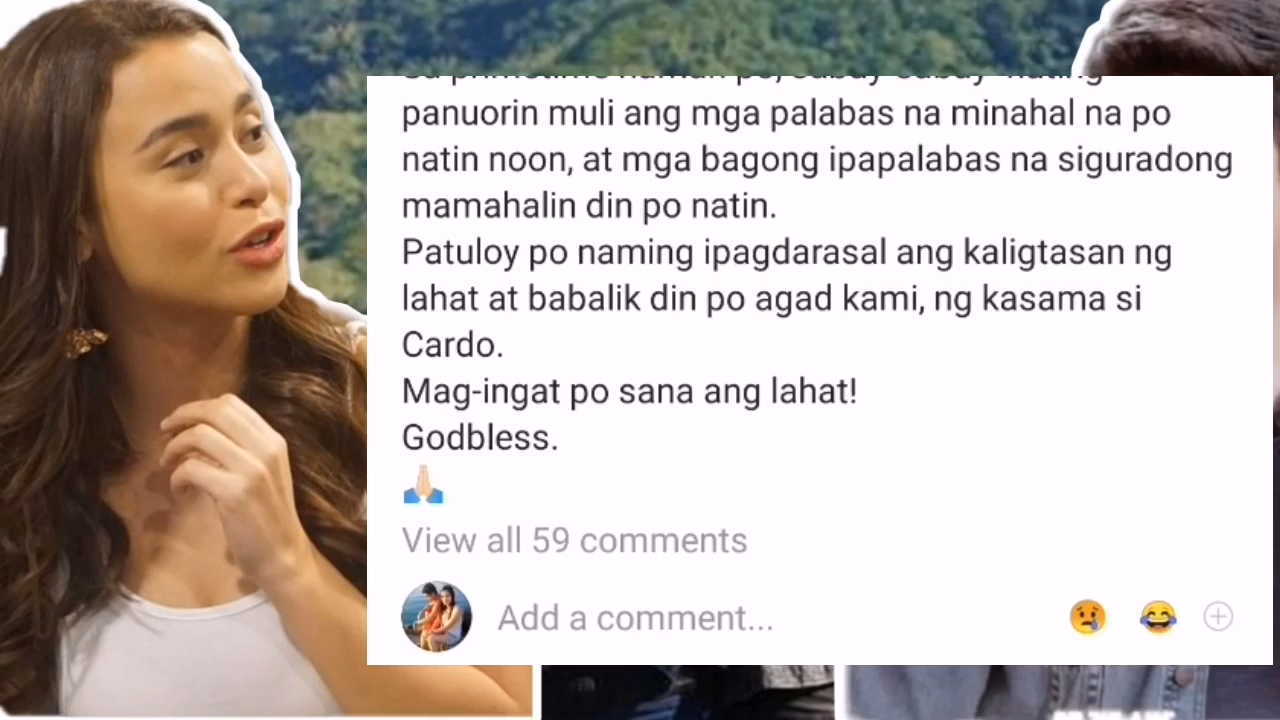 panuorin muli ang mga palabas na minahal na po
natin noon, at mga bagong ipapalabas na siguradong
mamahalin din po natin.
Patuloy po naming ipagdarasal ang kaligtasan ng
lahat at babalik din po agad kami, ng kasama si
Cardo.
Mag-ingat po sana ang lahat!
Godbless.
🙏🏻
View all 59 comments
Add a comment...